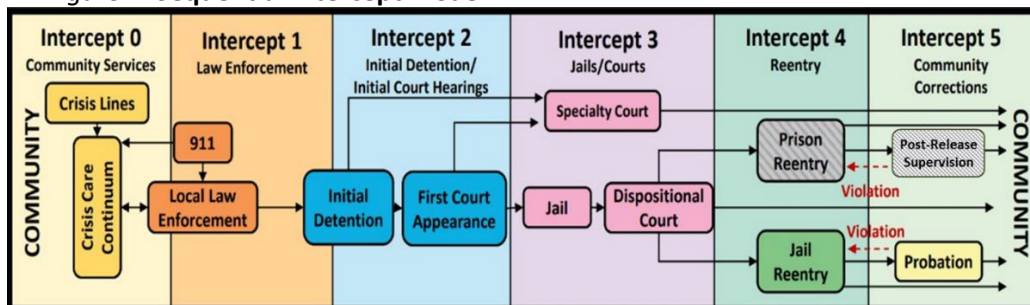 Intercept 0
Community Services
Intercept 1
Law Enforcement
Intercept 2
Initial Detention/
Initial Court Hearings
Intercept 3
Jails/Courts
Intercept 4
Reentry
Intercept 5
Community
Corrections
COMMUNITY
Crisis Lines
Crisis Care
Continuum
911
Local Law
Enforcement
Initial
Detention
First Court
Appearance
Specialty Court
Jail
Dispositional
Court
Prison
Reentry
Post-Release
Supervision
Violation
Jail
Reentry
Violation
Probation
COMMUNITY